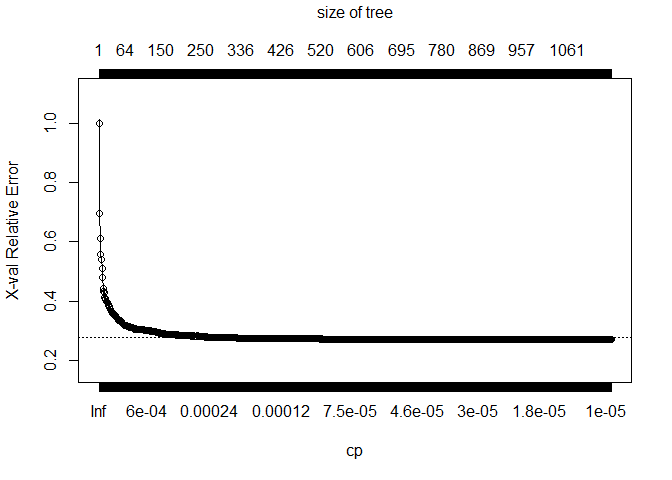 size of tree
1 64 150 250 336 426 520 606 695 780 869 957 1061
X-val Relative Error
1.0
0.8
0.6
0.4
0.2
Inf 6e-04 0.00024 0.00012 7.5e-05 4.6e-05 3e-05 1.8e-05 1e-05
cp